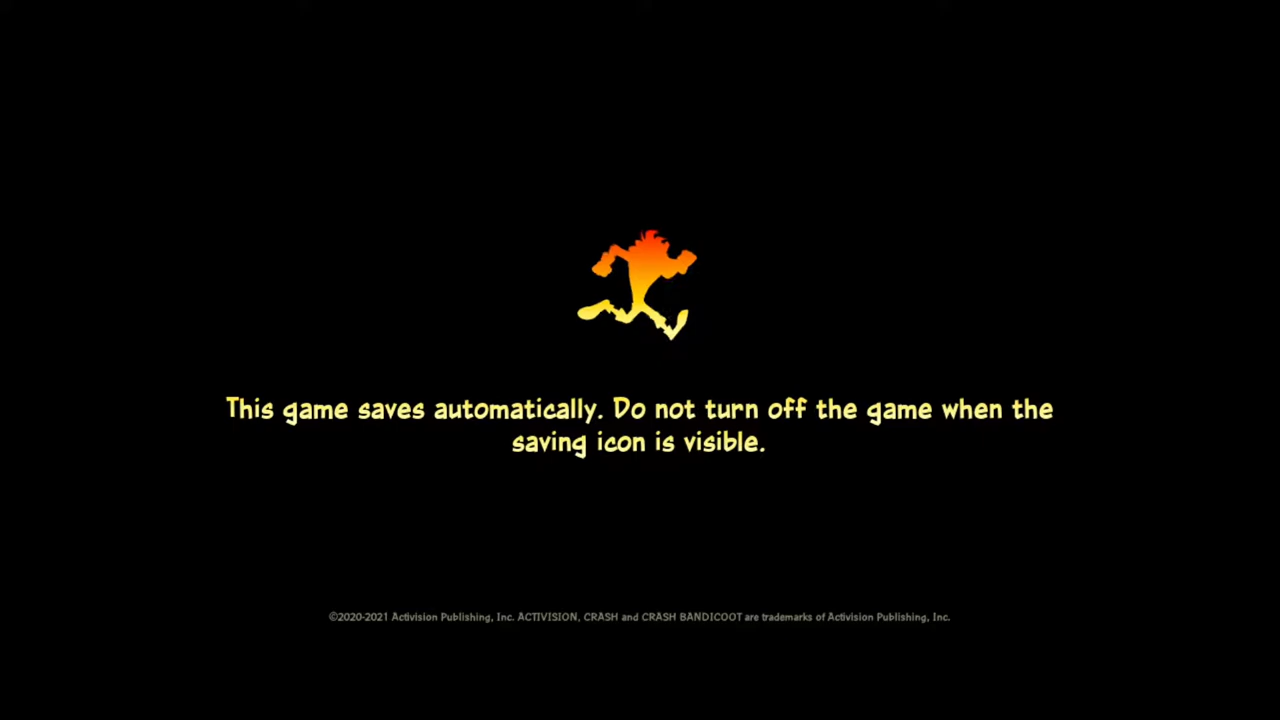 This game saves automatically. Do not turn off the game when the
saving icon is visible.
©2020-2021 Activision Publishing, Inc. ACTIVISION, CRASH and CRASH BANDICOOT are trademarks of Activision Publishing, Inc.